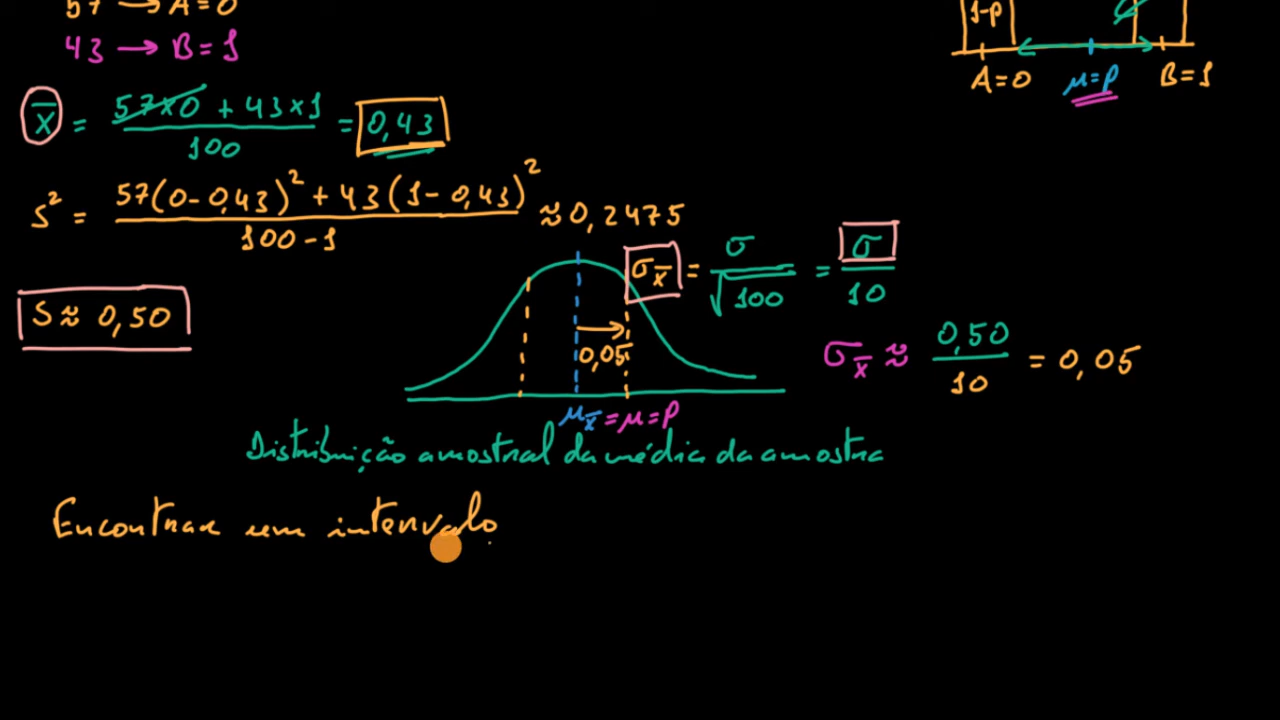 57 → A = 0
43 → B = 1
1-p
A=0 μ=p B=1
x̄ = (57×0 + 43×1) / 100 = 0,43
S² = (57(0-0,43)² + 43(1-0,43)²) / (100-1) ≈ 0,2475
σx̄ = σ / √100 = σ / 10
S ≈ 0,50
0,05
σx̄ ≈ 0,50 / 10 = 0,05
μx̄ = μ = p
Distribuição amostral da média da amostra
Encontrar um intervalo